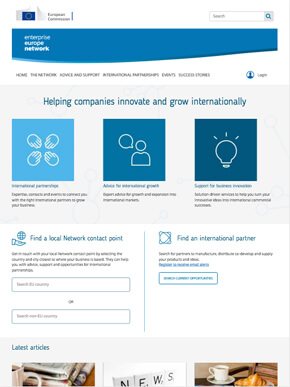 European
Commission
Search
enterprise
europe
network
HOME THE NETWORK ADVICE AND SUPPORT INTERNATIONAL PARTNERSHIPS EVENTS SUCCESS STORIES
Login
Helping companies innovate and grow internationally
International partnerships
Expertise, contacts and events to connect you
with the right international partners to grow
your business.
Advice for international growth
Expert advice for growth and expansion into
international markets.
Support for business innovation
Solution-driven services to help you turn your
innovative ideas into international commercial
successes.
Find a local Network contact point
Get in touch with your local Network contact point by selecting the
country and city closest to where your business is based. They can help
you with advice, support and opportunities for international
partnerships.
Search EU country
OR
Search non-EU country
Find an international partner
Search for partners to manufacture, distribute, co-develop and supply
your products and ideas.
Register to receive email alerts
SEARCH CURRENT OPPORTUNITIES
Latest articles
NEWS